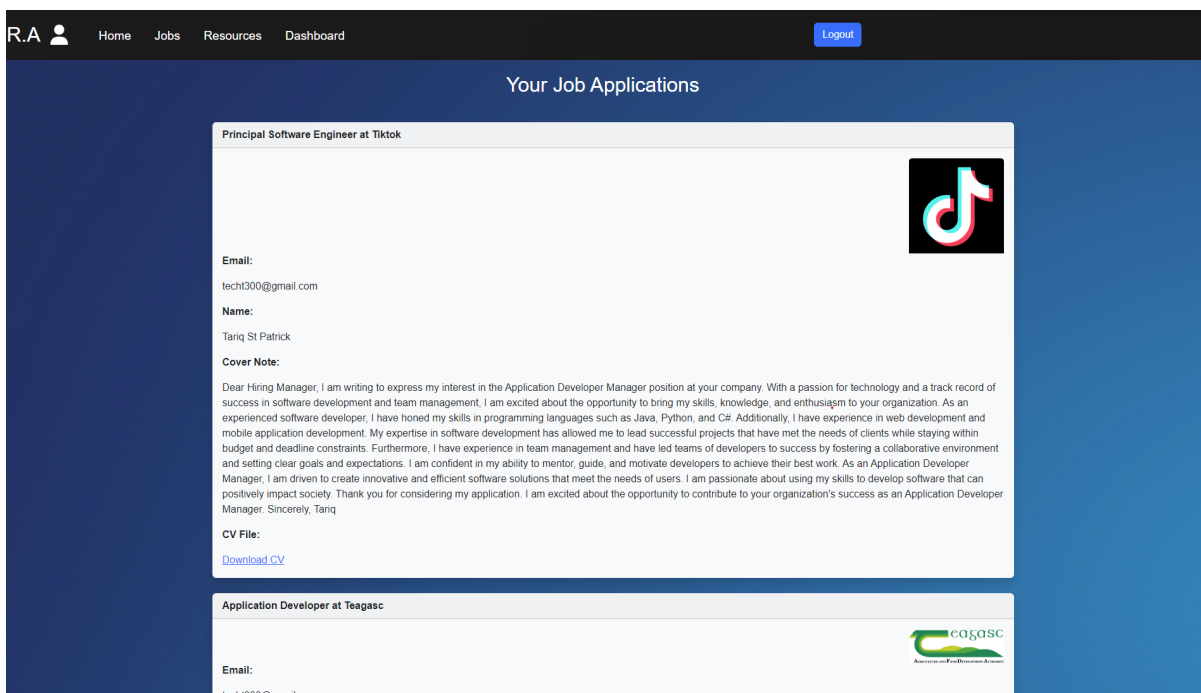 R.A Home Jobs Resources Dashboard Logout
Your Job Applications
Principal Software Engineer at Tiktok
Email:
techt300@gmail.com
Name:
Tariq St Patrick
Cover Note:
Dear Hiring Manager, I am writing to express my interest in the Application Developer Manager position at your company. With a passion for technology and a track record of
success in software development and team management, I am excited about the opportunity to bring my skills, knowledge, and enthusiasm to your organization. As an
experienced software developer, I have honed my skills in programming languages such as Java, Python, and C#. Additionally, I have experience in web development and
mobile application development. My expertise in software development has allowed me to lead successful projects that have met the needs of clients while staying within
budget and deadline constraints. Furthermore, I have experience in team management and have led teams of developers to success by fostering a collaborative environment
and setting clear goals and expectations. I am confident in my ability to mentor, guide, and motivate developers to achieve their best work. As an Application Developer
Manager, I am driven to create innovative and efficient software solutions that meet the needs of users. I am passionate about using my skills to develop software that can
positively impact society. Thank you for considering my application. I am excited about the opportunity to contribute to your organization's success as an Application Developer
Manager. Sincerely, Tariq
CV File:
Download CV
Application Developer at Teagasc
Teagasc
Agriculture and Food Development Authority
Email: